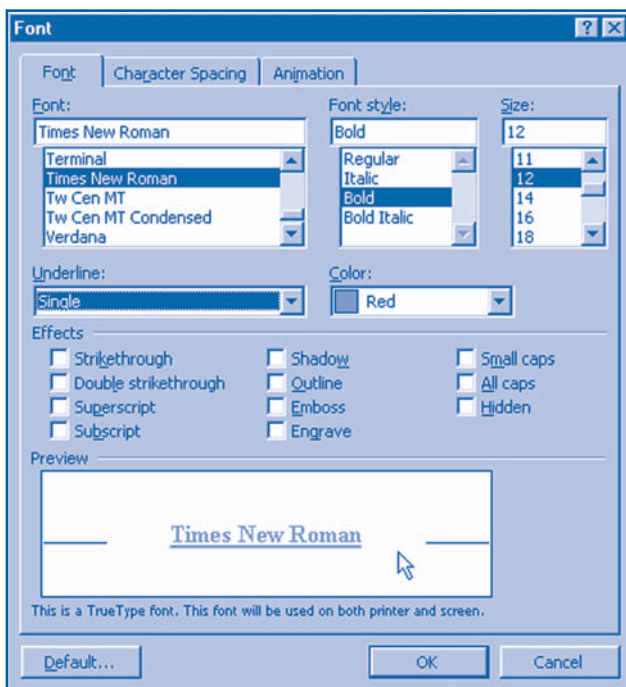 Font
Font Character Spacing Animation
Font: Font style: Size:
Times New Roman Bold 12
Terminal Regular 11
Times New Roman Italic 12
Tw Cen MT Bold 14
Tw Cen MT Condensed Bold Italic 16
Verdana 18
Underline: Color:
Single Red
Effects
Strikethrough Shadow Small caps
Double strikethrough Outline All caps
Superscript Emboss Hidden
Subscript Engrave
Preview
Times New Roman
This is a TrueType font. This font will be used on both printer and screen.
Default... OK Cancel